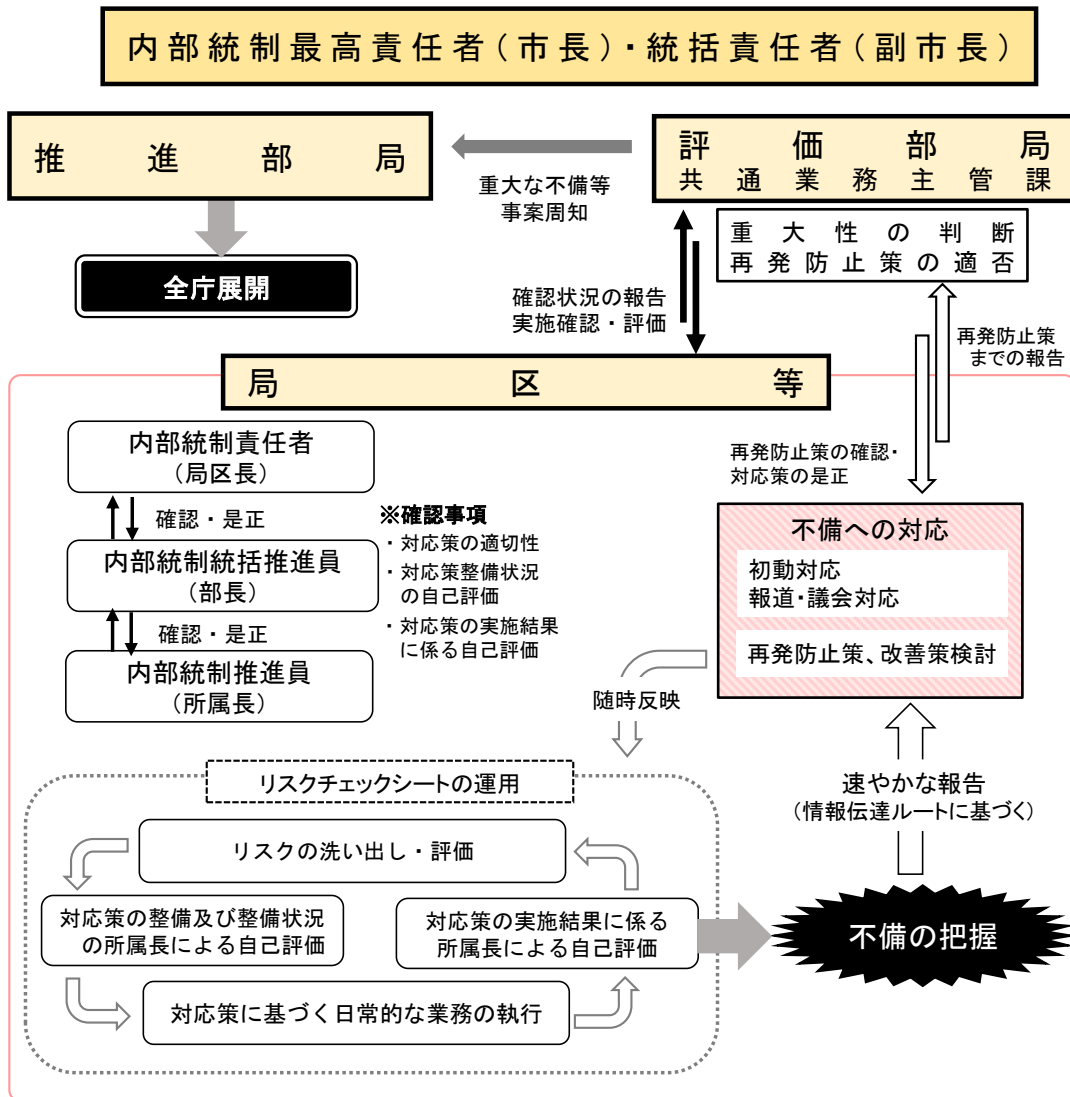 内部統制最高責任者(市長)・統括責任者(副市長)
推進部局
評価部局
共通業務主管課
重大な不備等
事案周知
重大性の判断
再発防止策の適否
全庁展開
確認状況の報告
実施確認・評価
再発防止策
までの報告
局区等
内部統制責任者
(局区長)
確認・是正
内部統制統括推進員
(部長)
確認・是正
内部統制推進員
(所属長)
※確認事項
・対応策の適切性
・対応策整備状況
の自己評価
・対応策の実施結果
に係る自己評価
再発防止策の確認・
対応策の是正
不備への対応
初動対応
報道・議会対応
再発防止策、改善策検討
随時反映
速やかな報告
(情報伝達ルートに基づく)
リスクチェックシートの運用
リスクの洗い出し・評価
対応策の整備及び整備状況
の所属長による自己評価
対応策の実施結果に係る
所属長による自己評価
不備の把握
対応策に基づく日常的な業務の執行